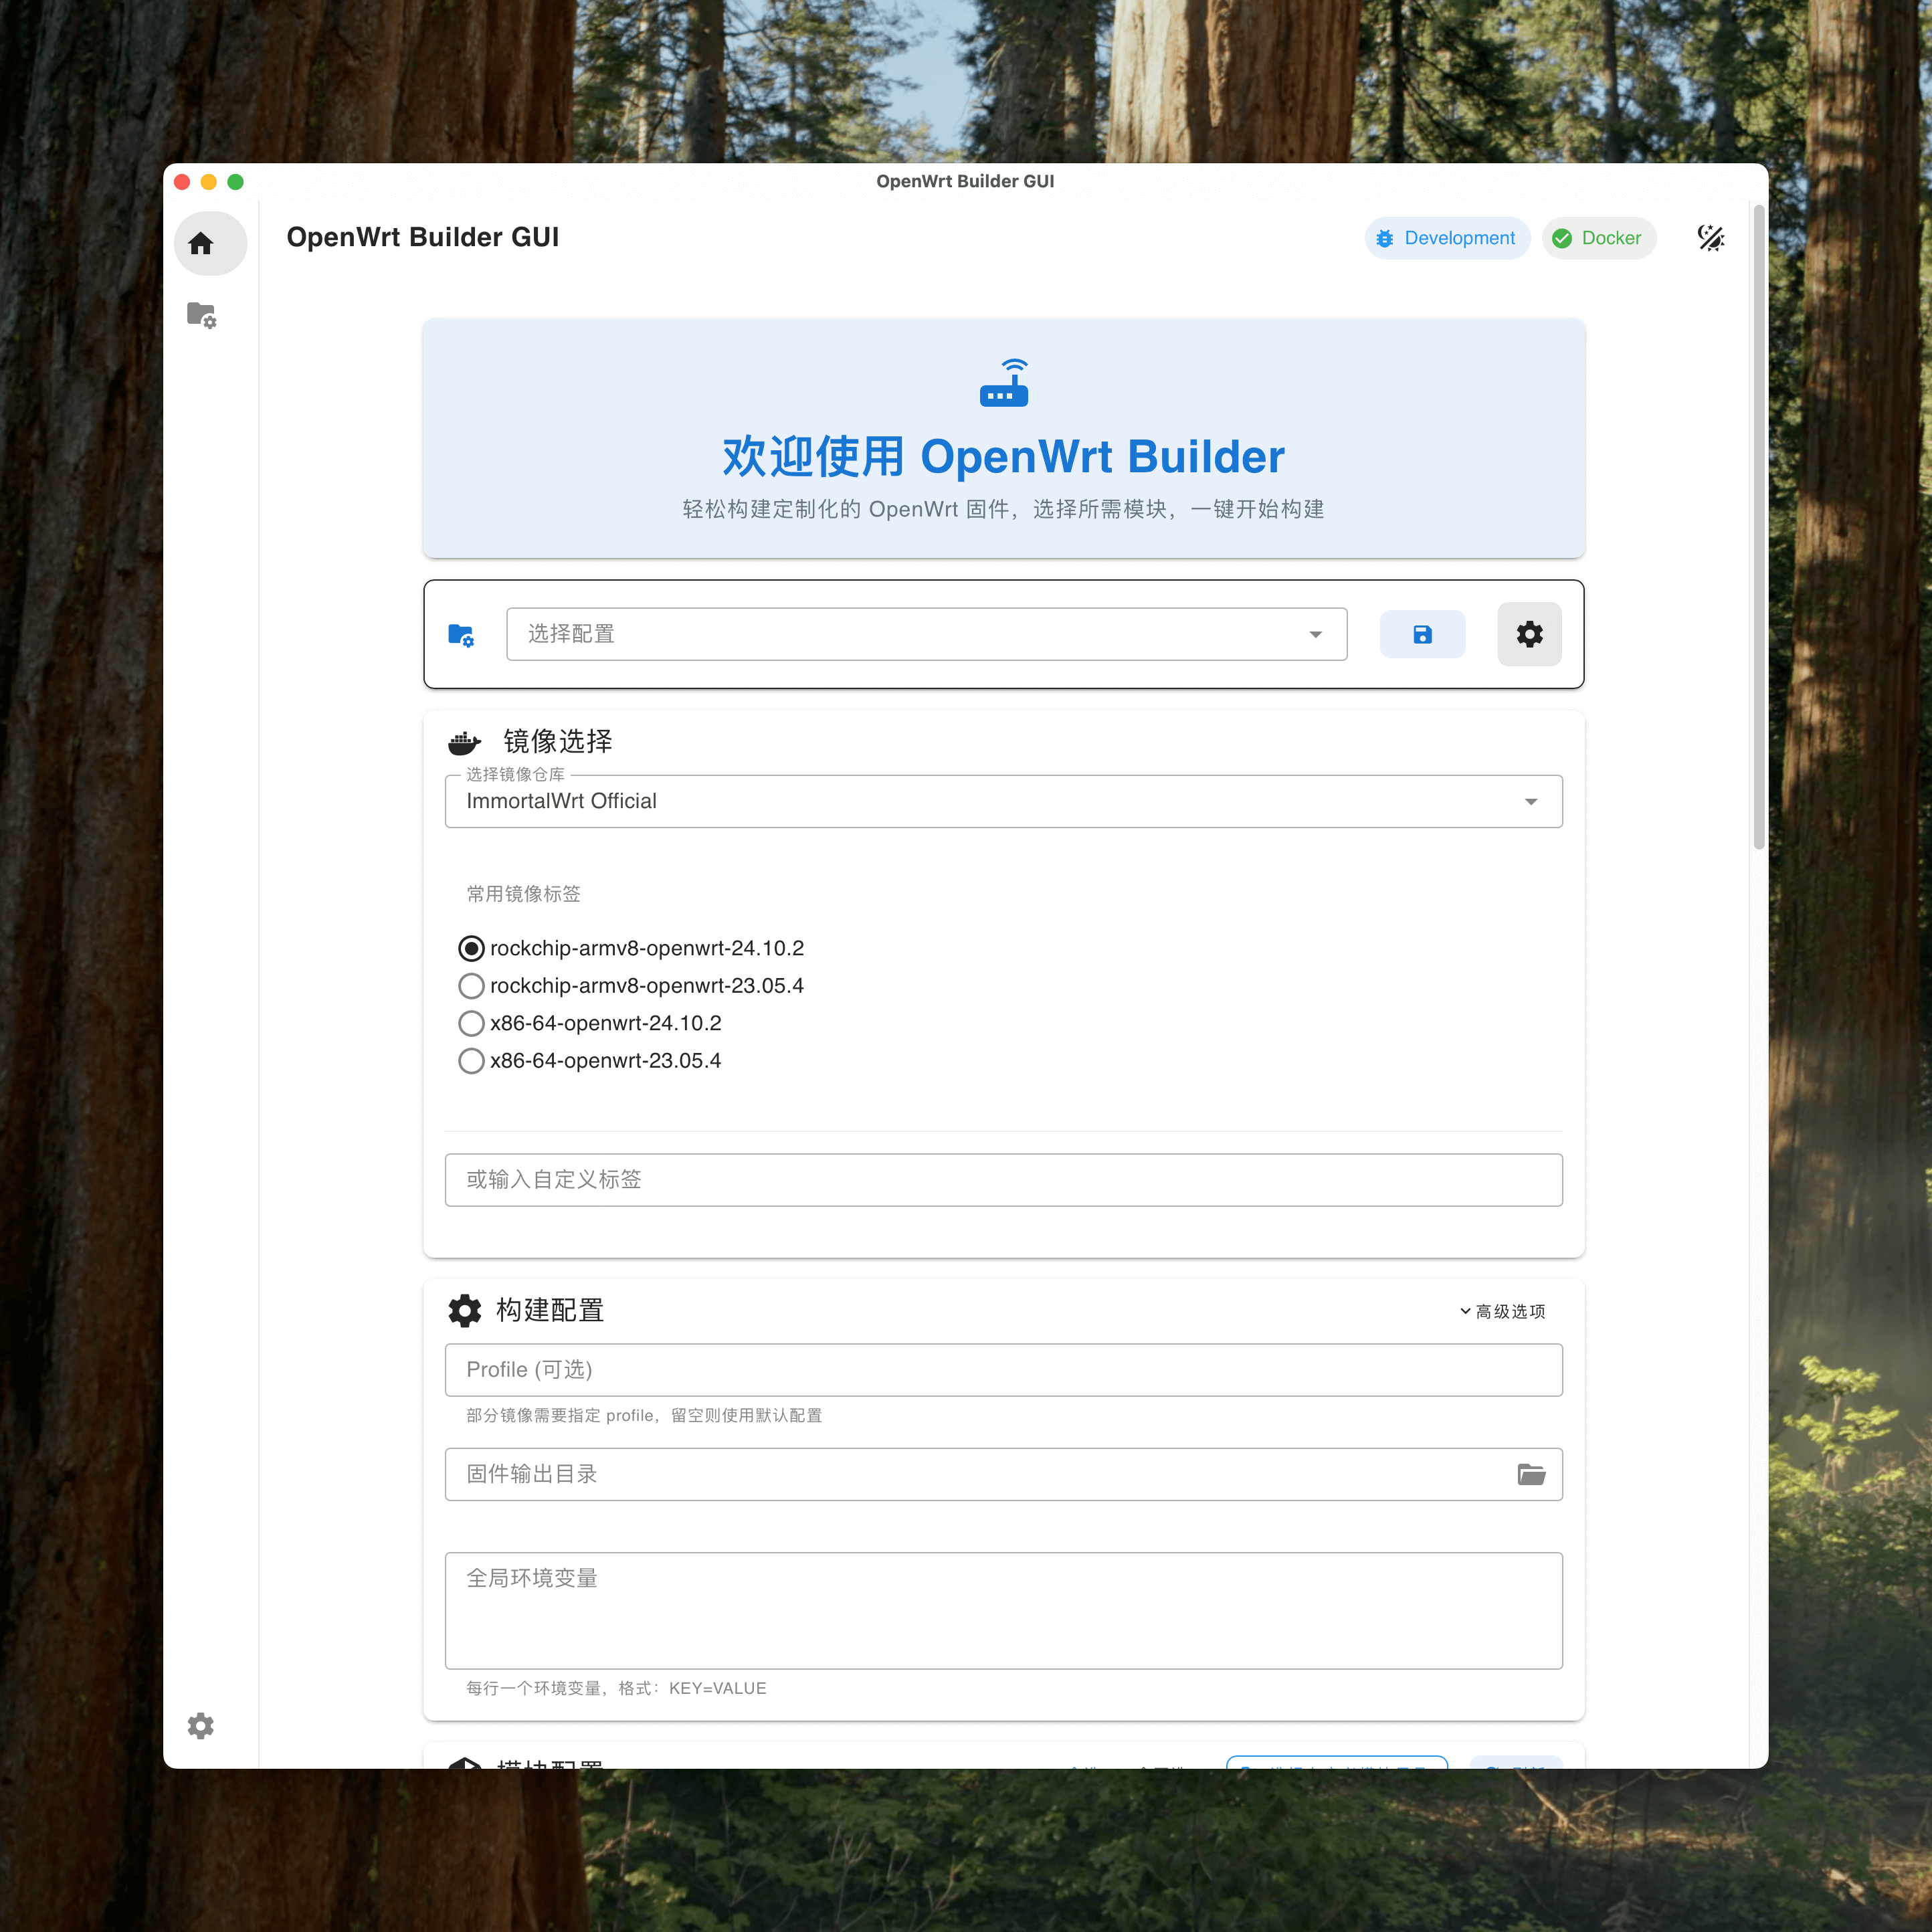 OpenWrt Builder GUI
OpenWrt Builder GUI
Development
Docker
欢迎使用 OpenWrt Builder
轻松构建定制化的 OpenWrt 固件，选择所需模块，一键开始构建
选择配置
镜像选择
选择镜像仓库
ImmortalWrt Official
常用镜像标签
rockchip-armv8-openwrt-24.10.2
rockchip-armv8-openwrt-23.05.4
x86-64-openwrt-24.10.2
x86-64-openwrt-23.05.4
或输入自定义标签
构建配置
高级选项
Profile (可选)
部分镜像需要指定 profile，留空则使用默认配置
固件输出目录
全局环境变量
每行一个环境变量，格式：KEY=VALUE
模块配置